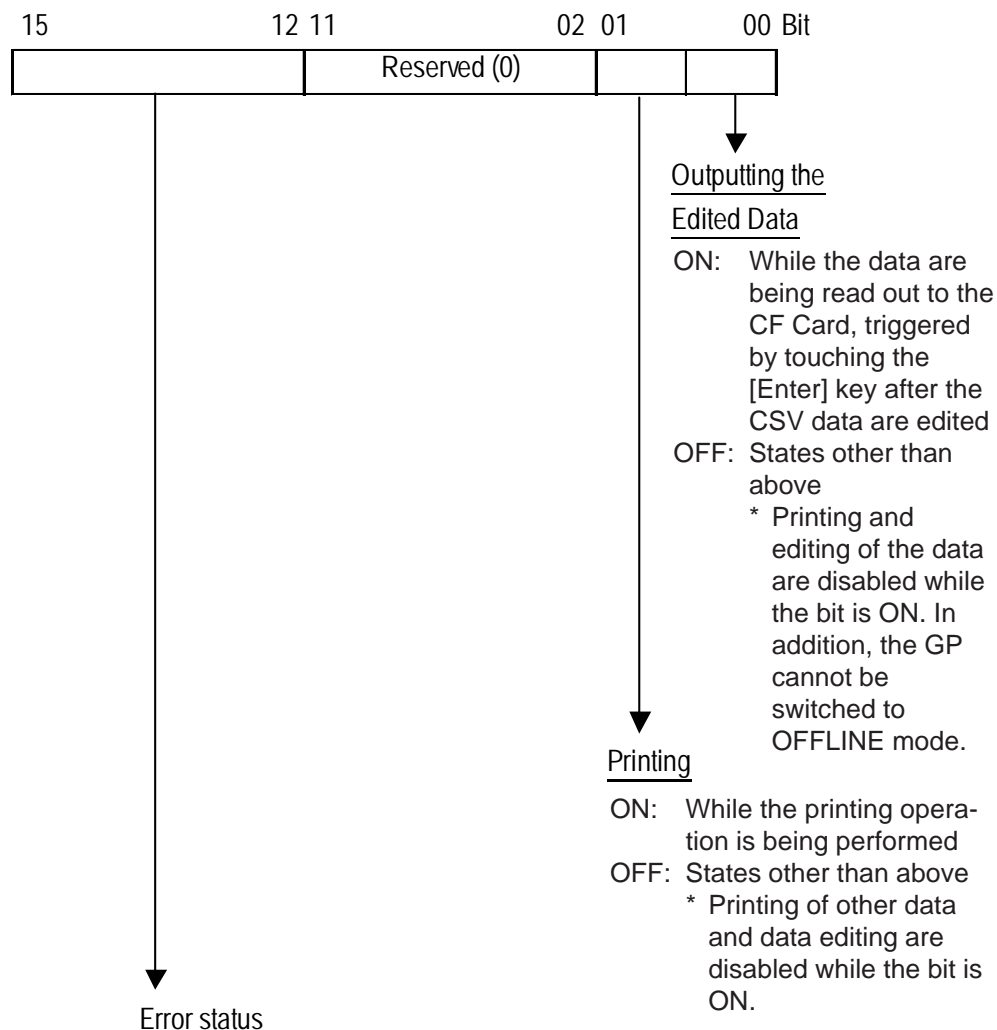 15 12 11 02 01 00 Bit
Reserved (0)
Outputting the
Edited Data
ON: While the data are
being read out to the
CF Card, triggered
by touching the
[Enter] key after the
CSV data are edited
OFF: States other than
above
* Printing and
editing of the data
are disabled while
the bit is ON. In
addition, the GP
cannot be
switched to
OFFLINE mode.
Printing
ON: While the printing opera-
tion is being performed
OFF: States other than above
* Printing of other data
and data editing are
disabled while the bit is
ON.
Error status